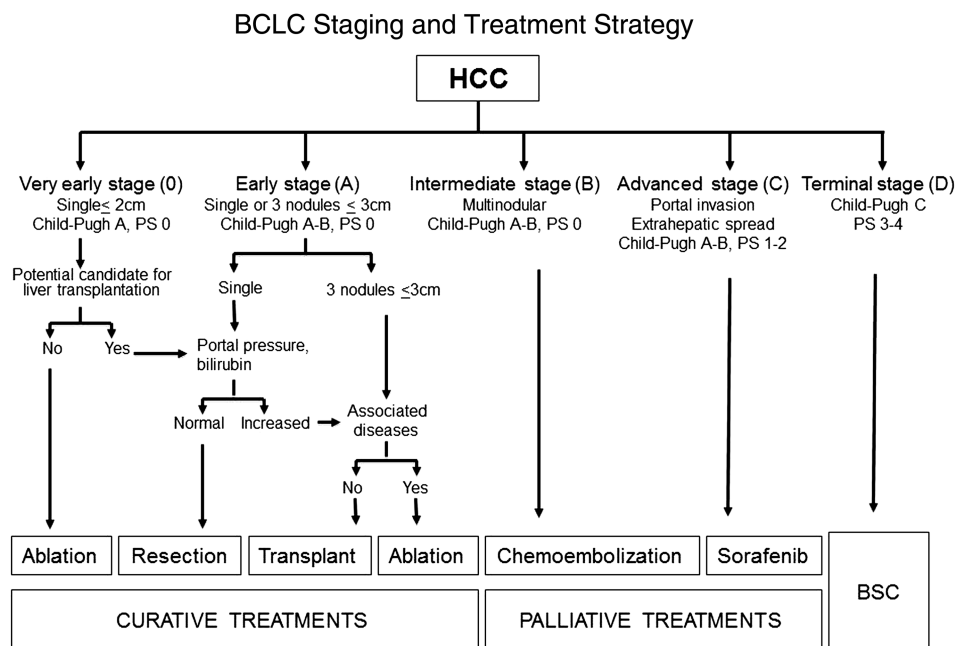 BCLC Staging and Treatment Strategy
HCC
Very early stage (0)
Single≤ 2cm
Child-Pugh A, PS 0
Early stage (A)
Single or 3 nodules ≤ 3cm
Child-Pugh A-B, PS 0
Intermediate stage (B)
Multinodular
Child-Pugh A-B, PS 0
Advanced stage (C)
Portal invasion
Extrahepatic spread
Child-Pugh A-B, PS 1-2
Terminal stage (D)
Child-Pugh C
PS 3-4
Potential candidate for
liver transplantation
Single
3 nodules ≤3cm
No
Yes
Portal pressure,
bilirubin
Normal
Increased
Associated
diseases
No
Yes
Ablation
Resection
Transplant
Ablation
Chemoembolization
Sorafenib
BSC
CURATIVE TREATMENTS
PALLIATIVE TREATMENTS